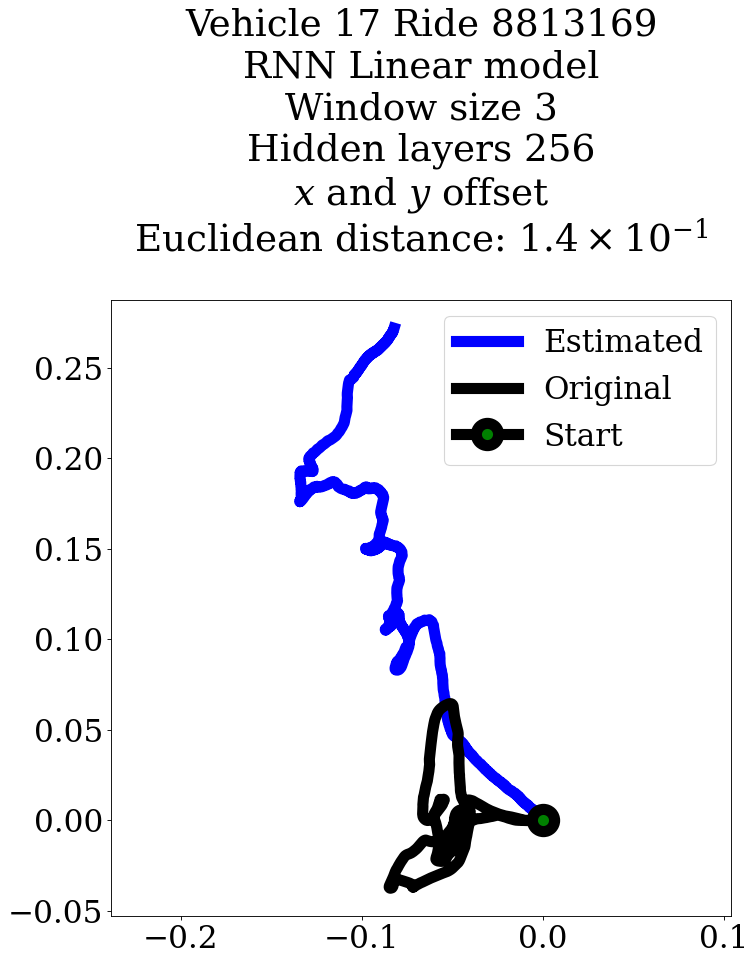 Vehicle 17 Ride 8813169
RNN Linear model
Window size 3
Hidden layers 256
x and y offset
Euclidean distance: 1.4 × 10⁻¹
Estimated
Original
Start
0.25
0.20
0.15
0.10
0.05
0.00
−0.05
−0.2
−0.1
0.0
0.1